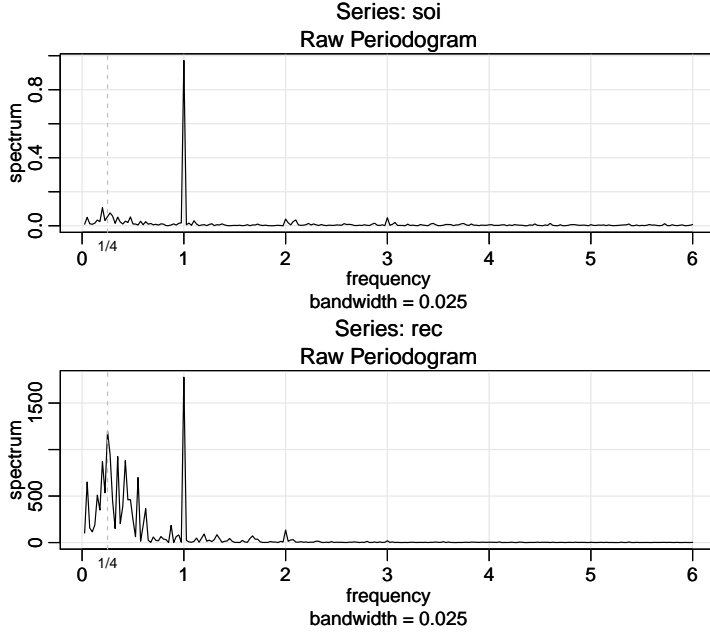 Series: soi
Raw Periodogram
spectrum
0.0 0.4 0.8
0 1 2 3 4 5 6
1/4
frequency
bandwidth = 0.025
Series: rec
Raw Periodogram
spectrum
0 500 1500
0 1 2 3 4 5 6
1/4
frequency
bandwidth = 0.025